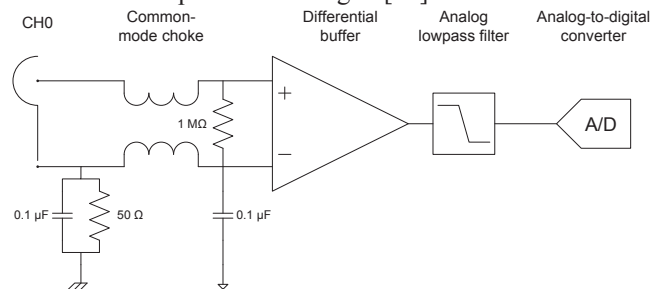 CH0
Common-
mode choke
Differential
buffer
Analog
lowpass filter
Analog-to-digital
converter
+
1 MΩ
−
A/D
0.1 µF
50 Ω
0.1 µF